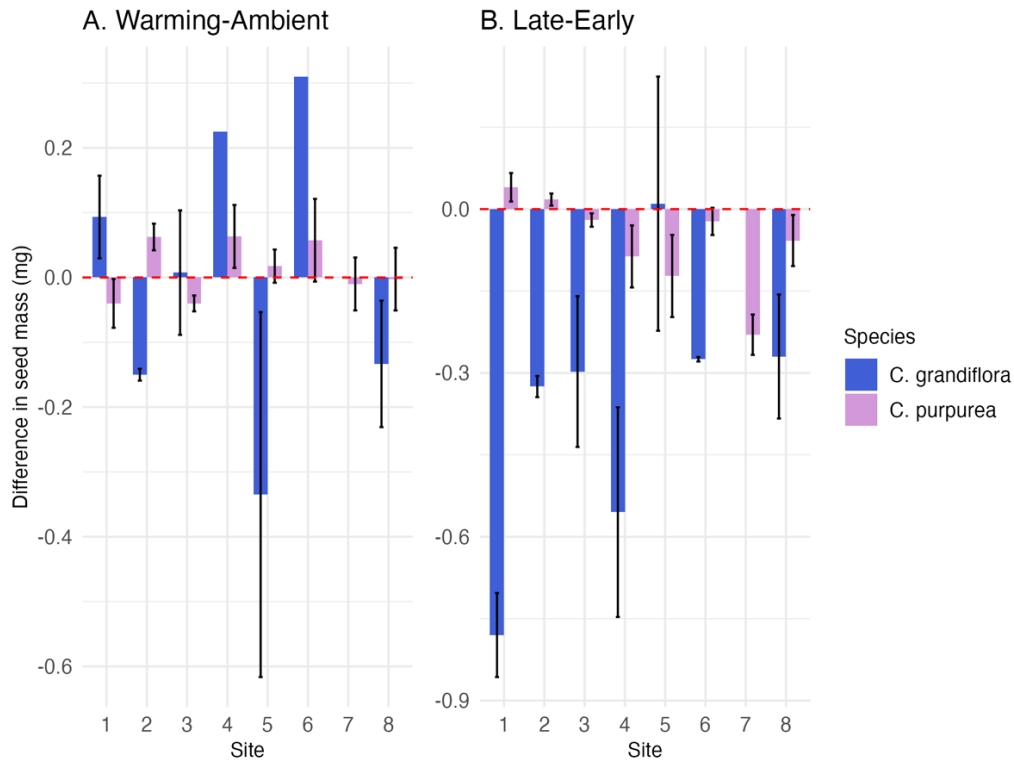 A. Warming-Ambient
B. Late-Early
Difference in seed mass (mg)
0.2
0.0
-0.2
-0.4
-0.6
1 2 3 4 5 6 7 8
Site
0.0
-0.3
-0.6
-0.9
1 2 3 4 5 6 7 8
Site
Species
C. grandiflora
C. purpurea